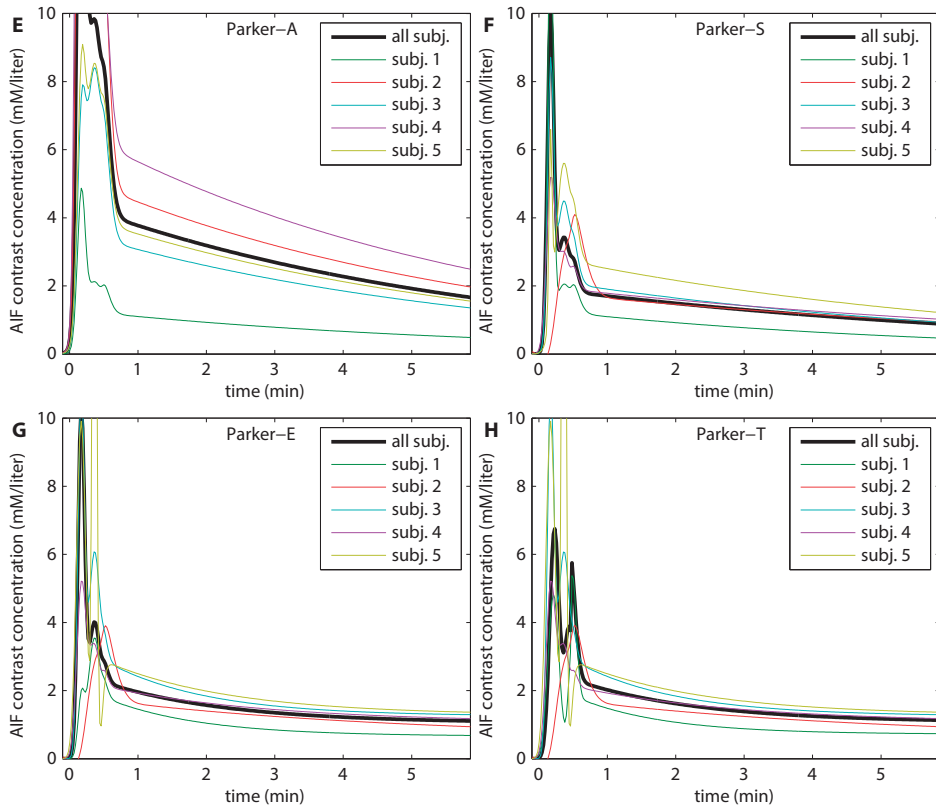 E
Parker–A
all subj.
subj. 1
subj. 2
subj. 3
subj. 4
subj. 5
AIF contrast concentration (mM/liter)
10
8
6
4
2
0
0 1 2 3 4 5
time (min)
F
Parker–S
all subj.
subj. 1
subj. 2
subj. 3
subj. 4
subj. 5
AIF contrast concentration (mM/liter)
10
8
6
4
2
0
0 1 2 3 4 5
time (min)
G
Parker–E
all subj.
subj. 1
subj. 2
subj. 3
subj. 4
subj. 5
AIF contrast concentration (mM/liter)
10
8
6
4
2
0
0 1 2 3 4 5
time (min)
H
Parker–T
all subj.
subj. 1
subj. 2
subj. 3
subj. 4
subj. 5
AIF contrast concentration (mM/liter)
10
8
6
4
2
0
0 1 2 3 4 5
time (min)